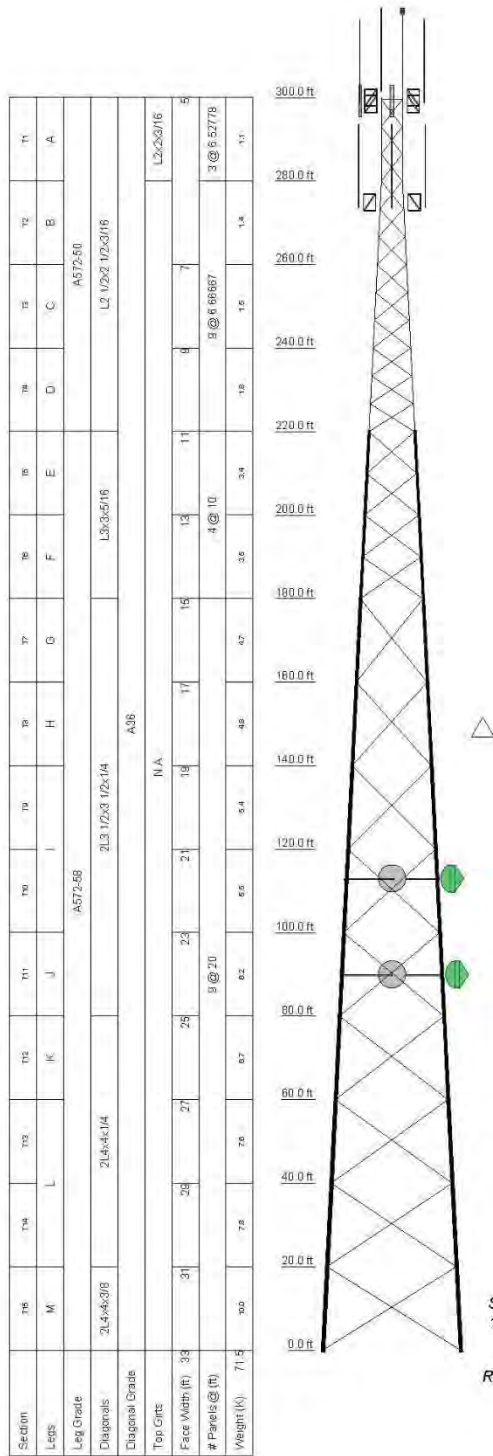 Section T15 T14 T13 T12 T11 T10 T9 T8 T7 T6 T5 T4 T3 T2 T1
Legs M L K J I H G F E D C B A
Leg Grade A572-58 A572-50
Diagonals 2L4x4x3/8 2L4x4x1/4 2L3 1/2x3 1/2x1/4 L3x3x5/16 L2 1/2x2 1/2x3/16
Diagonal Grade A36
Top Girts N.A. L2x2x3/16
Face Width (ft) 33 31 29 27 25 23 21 19 17 15 13 11 9 7 5
# Panels @ (ft) 9 @ 20 4 @ 10 9 @ 6.66667 3 @ 6.52778
Weight (K) 71.5 10.0 7.8 7.6 6.7 6.2 5.5 5.4 4.8 4.7 3.5 3.4 1.8 1.5 1.4 1.1
300.0 ft
280.0 ft
260.0 ft
240.0 ft
220.0 ft
200.0 ft
180.0 ft
160.0 ft
140.0 ft
120.0 ft
100.0 ft
80.0 ft
60.0 ft
40.0 ft
20.0 ft
0.0 ft
R